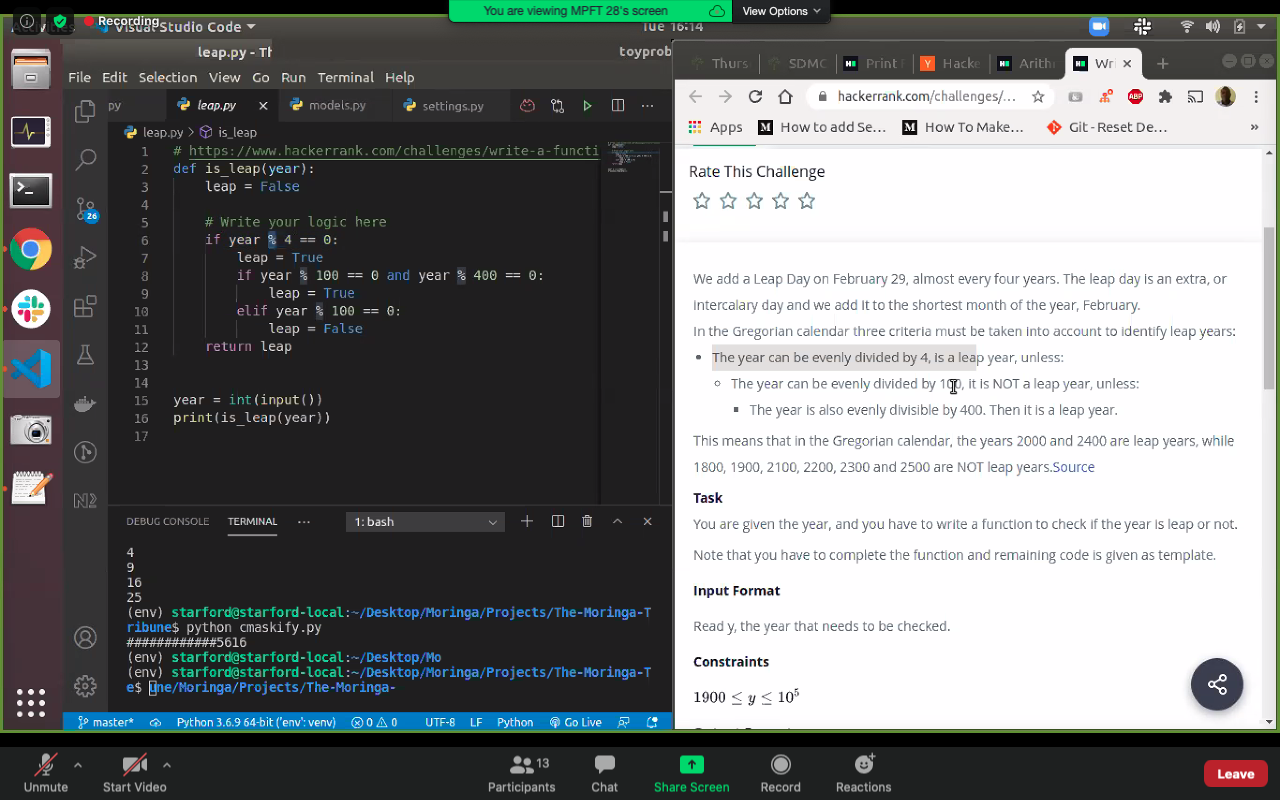 Recording
You are viewing MPFT 28's screen
View Options
Visual Studio Code
Tue 16:14
leap.py - Th
toyprob
File Edit Selection View Go Run Terminal Help
py
leap.py
models.py
settings.py
leap.py > is_leap
1 # https://www.hackerrank.com/challenges/write-a-functi
2 def is_leap(year):
3 leap = False
4
5 # Write your logic here
6 if year % 4 == 0:
7 leap = True
8 if year % 100 == 0 and year % 400 == 0:
9 leap = True
10 elif year % 100 == 0:
11 leap = False
12 return leap
13
14
15 year = int(input())
16 print(is_leap(year))
17
26
DEBUG CONSOLE TERMINAL ··· 1: bash
4
9
16
25
(env) starford@starford-local:~/Desktop/Moringa/Projects/The-Moringa-T
ribune$ python cmaskify.py
############5616
(env) starford@starford-local:~/Desktop/Mo
(env) starford@starford-local:~/Desktop/Moringa/Projects/The-Moringa-T
e$ une/Moringa/Projects/The-Moringa-
master* Python 3.6.9 64-bit ('env': venv) 0 0 UTF-8 LF Python Go Live
Thurs SDMC Print Hacke Arith Wri
hackerrank.com/challenges/...
ABP
Apps How to add Se... How To Make... Git - Reset De... »
Rate This Challenge
We add a Leap Day on February 29, almost every four years. The leap day is an extra, or
intercalary day and we add it to the shortest month of the year, February.
In the Gregorian calendar three criteria must be taken into account to identify leap years:
The year can be evenly divided by 4, is a leap year, unless:
The year can be evenly divided by 100, it is NOT a leap year, unless:
The year is also evenly divisible by 400. Then it is a leap year.
This means that in the Gregorian calendar, the years 2000 and 2400 are leap years, while
1800, 1900, 2100, 2200, 2300 and 2500 are NOT leap years.Source
Task
You are given the year, and you have to write a function to check if the year is leap or not.
Note that you have to complete the function and remaining code is given as template.
Input Format
Read y, the year that needs to be checked.
Constraints
1900 ≤ y ≤ 10⁵
Unmute
Start Video
13
Participants
Chat
Share Screen
Record
Reactions
Leave